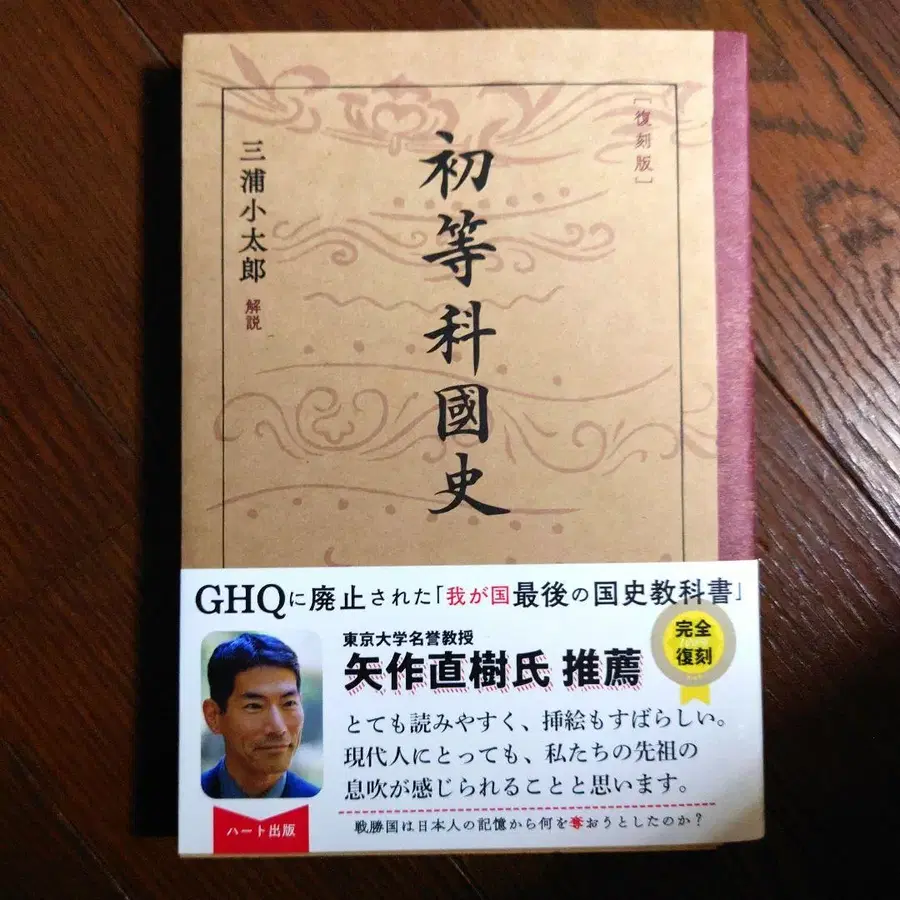 [復刻版]
初等科國史
三浦小太郎 解説
GHQに廃止された「我が国最後の国史教科書」
完全
復刻
東京大学名誉教授
矢作直樹氏 推薦
とても読みやすく、挿絵もすばらしい。
現代人にとっても、私たちの先祖の
息吹が感じられることと思います。
戦勝国は日本人の記憶から何を奪おうとしたのか?
ハート出版